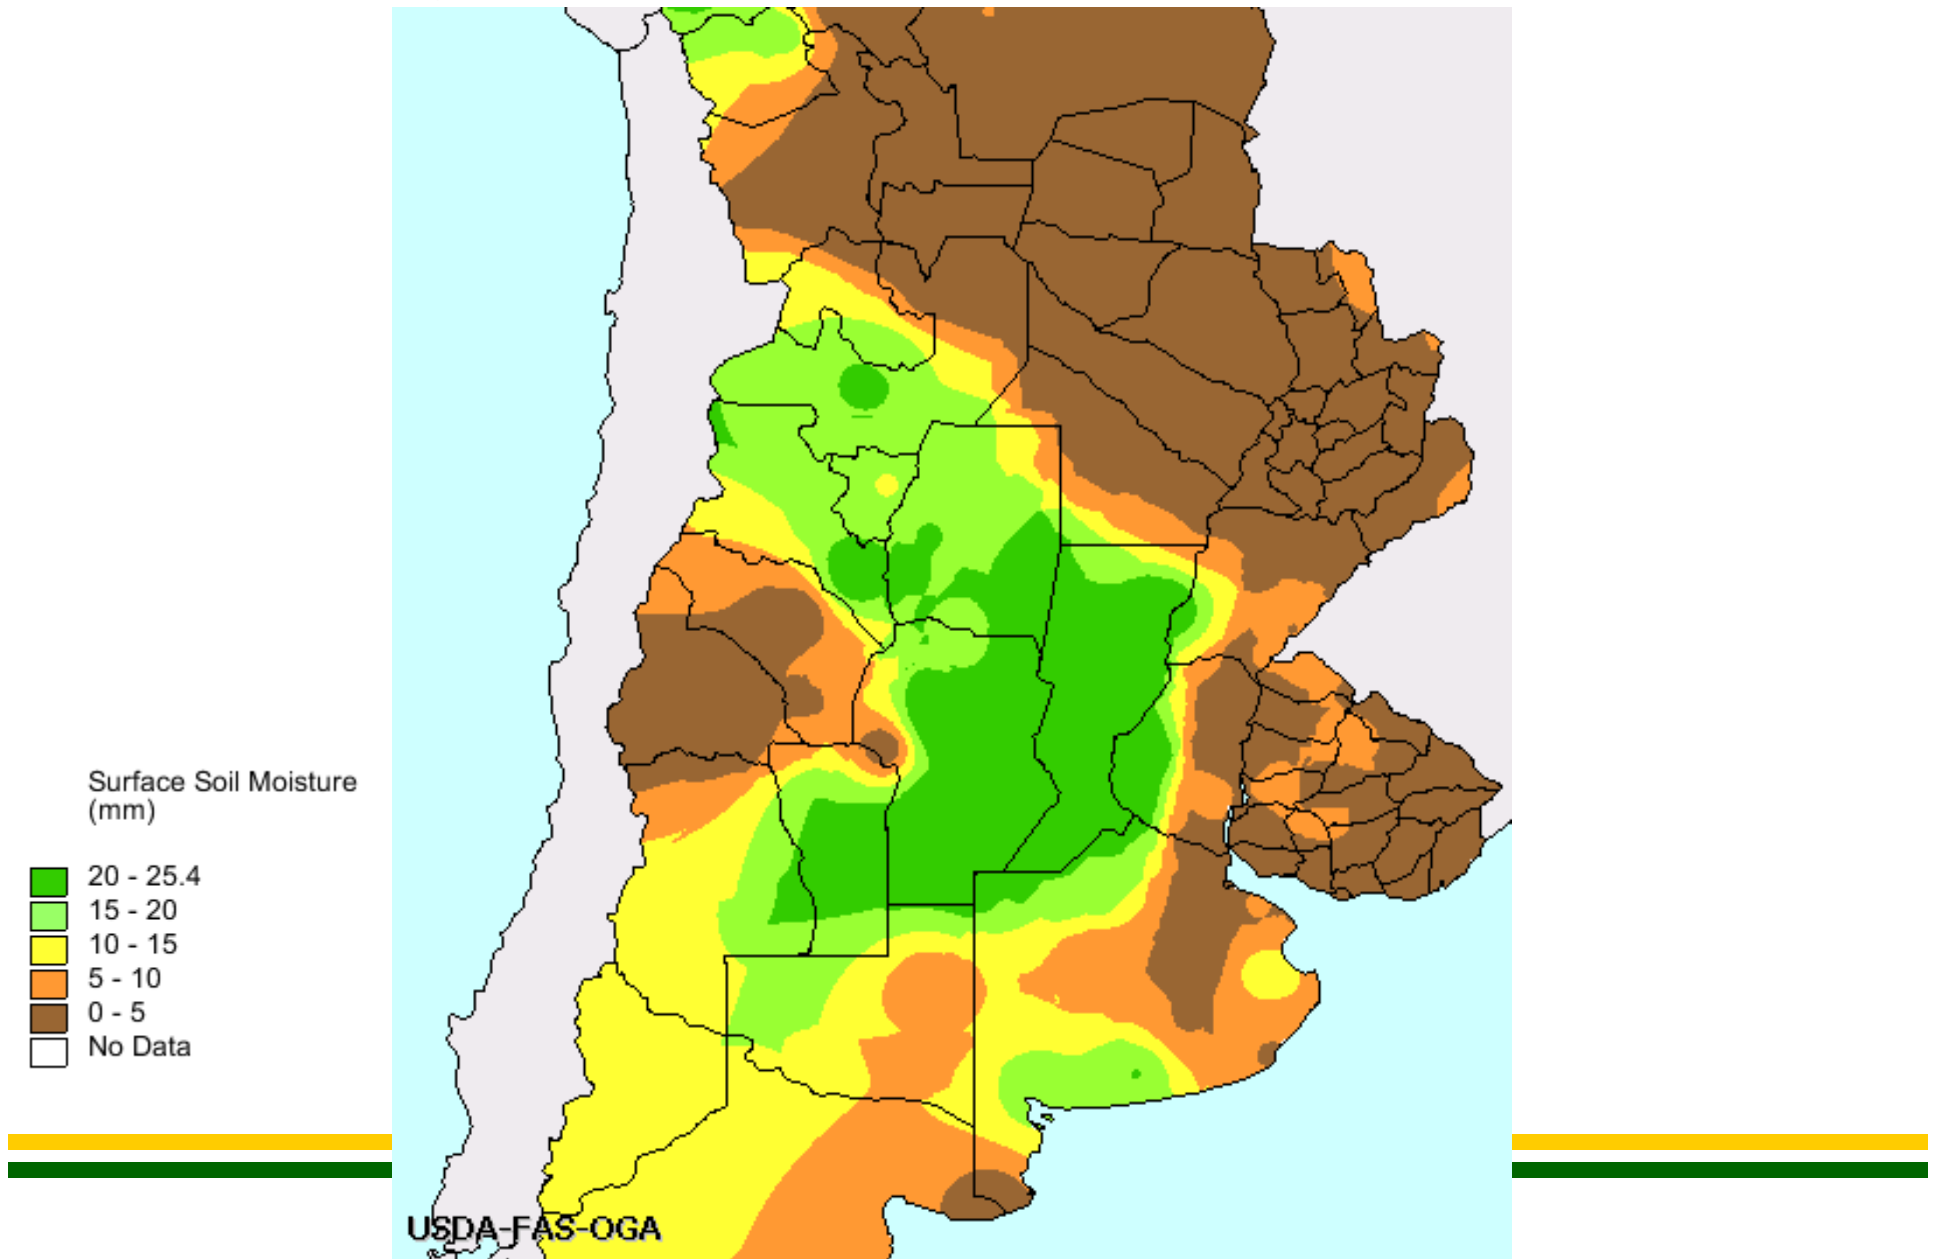 Surface Soil Moisture
(mm)
20 - 25.4
15 - 20
10 - 15
5 - 10
0 - 5
No Data
USDA-FAS-OGA